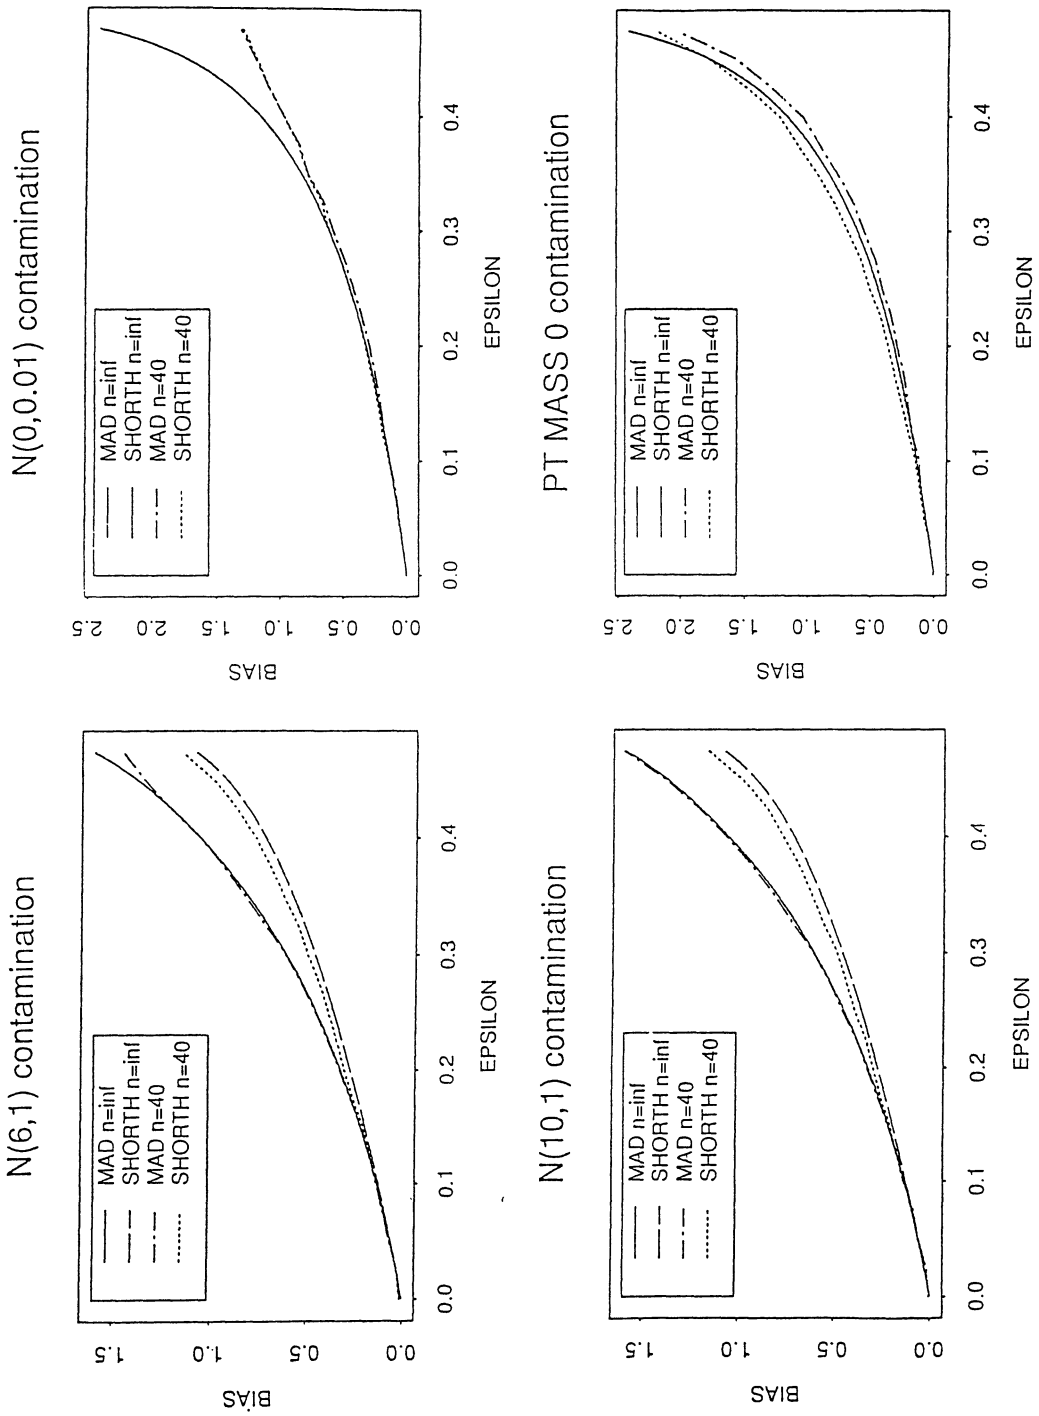 N(6,1) contamination
BIAS
0.0 0.5 1.0 1.5
MAD n=inf
SHORTH n=inf
MAD n=40
SHORTH n=40
0.0 0.1 0.2 0.3 0.4
EPSILON
N(0,0.01) contamination
BIAS
0.0 0.5 1.0 1.5 2.0 2.5
MAD n=inf
SHORTH n=inf
MAD n=40
SHORTH n=40
0.0 0.1 0.2 0.3 0.4
EPSILON
N(10,1) contamination
BIAS
0.0 0.5 1.0 1.5
MAD n=inf
SHORTH n=inf
MAD n=40
SHORTH n=40
0.0 0.1 0.2 0.3 0.4
EPSILON
PT MASS 0 contamination
BIAS
0.0 0.5 1.0 1.5 2.0 2.5
MAD n=inf
SHORTH n=inf
MAD n=40
SHORTH n=40
0.0 0.1 0.2 0.3 0.4
EPSILON